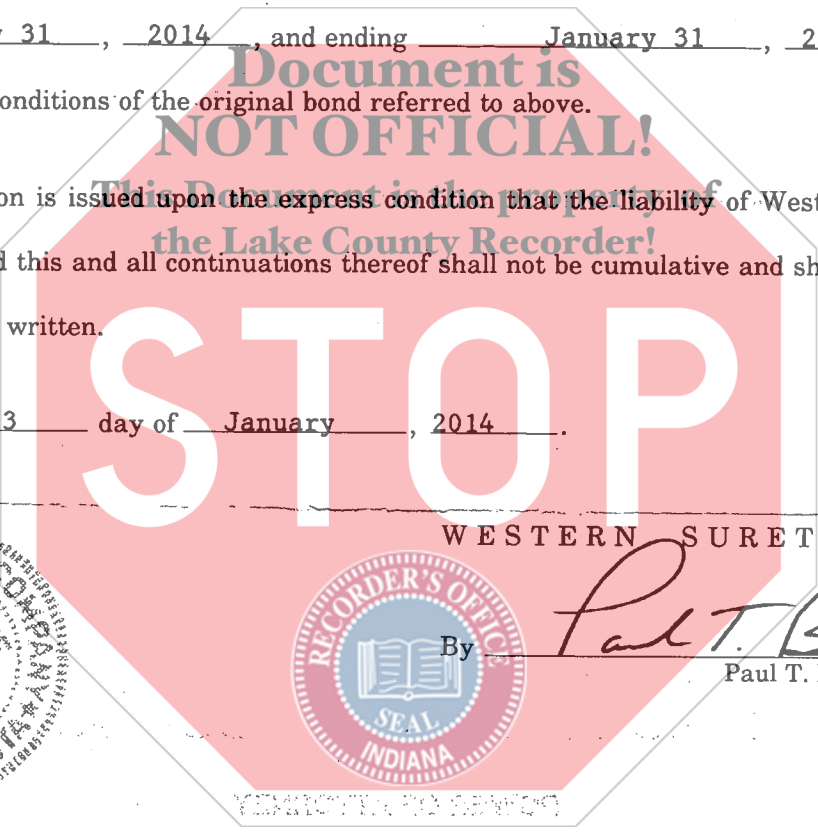 31, 2014, and ending January 31, 2
Document is
conditions of the original bond referred to above.
NOT OFFICIAL!
on is issued upon the express condition that the liability of West
This Document is the property of
the Lake County Recorder!
this and all continuations thereof shall not be cumulative and sh
written.
STOP
3 day of January, 2014.
WESTERN SURET
RECORDER'S OFFICE
COMPANY
By Paul T.
Paul T.
SEAL
INDIANA